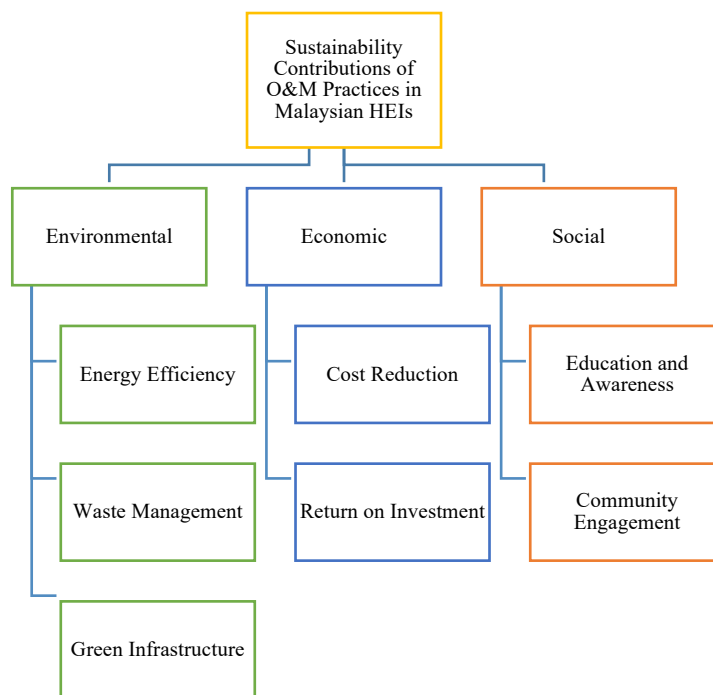 Sustainability
Contributions of
O&M Practices in
Malaysian HEIs
Environmental
Economic
Social
Energy Efficiency
Cost Reduction
Education and
Awareness
Waste Management
Return on Investment
Community
Engagement
Green Infrastructure